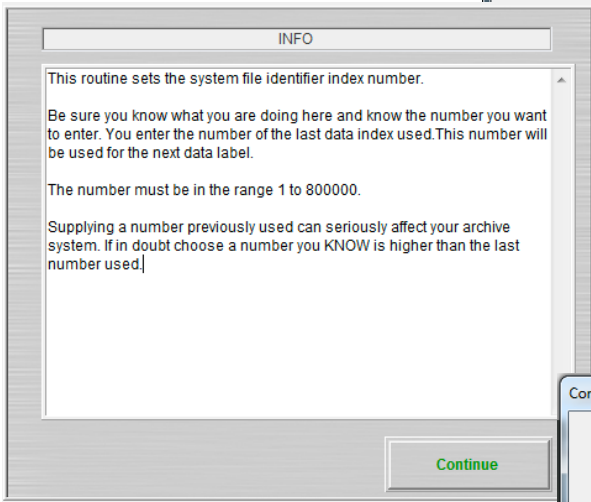 INFO
This routine sets the system file identifier index number.
Be sure you know what you are doing here and know the number you want
to enter. You enter the number of the last data index used.This number will
be used for the next data label.
The number must be in the range 1 to 800000.
Supplying a number previously used can seriously affect your archive
system. If in doubt choose a number you KNOW is higher than the last
number used.
Cor
Continue